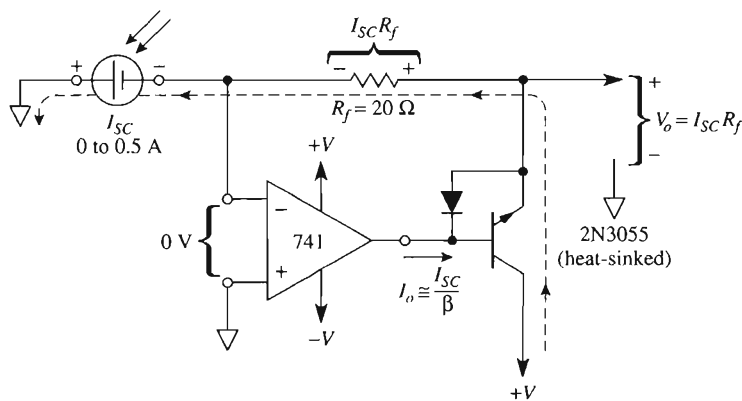 I_SC R_f
+ −
− +
R_f = 20 Ω
I_SC
0 to 0.5 A
+
V_o = I_SC R_f
−
+V
0 V
−
741
+
−V
I_o ≅ I_SC/β
2N3055
(heat-sinked)
+V